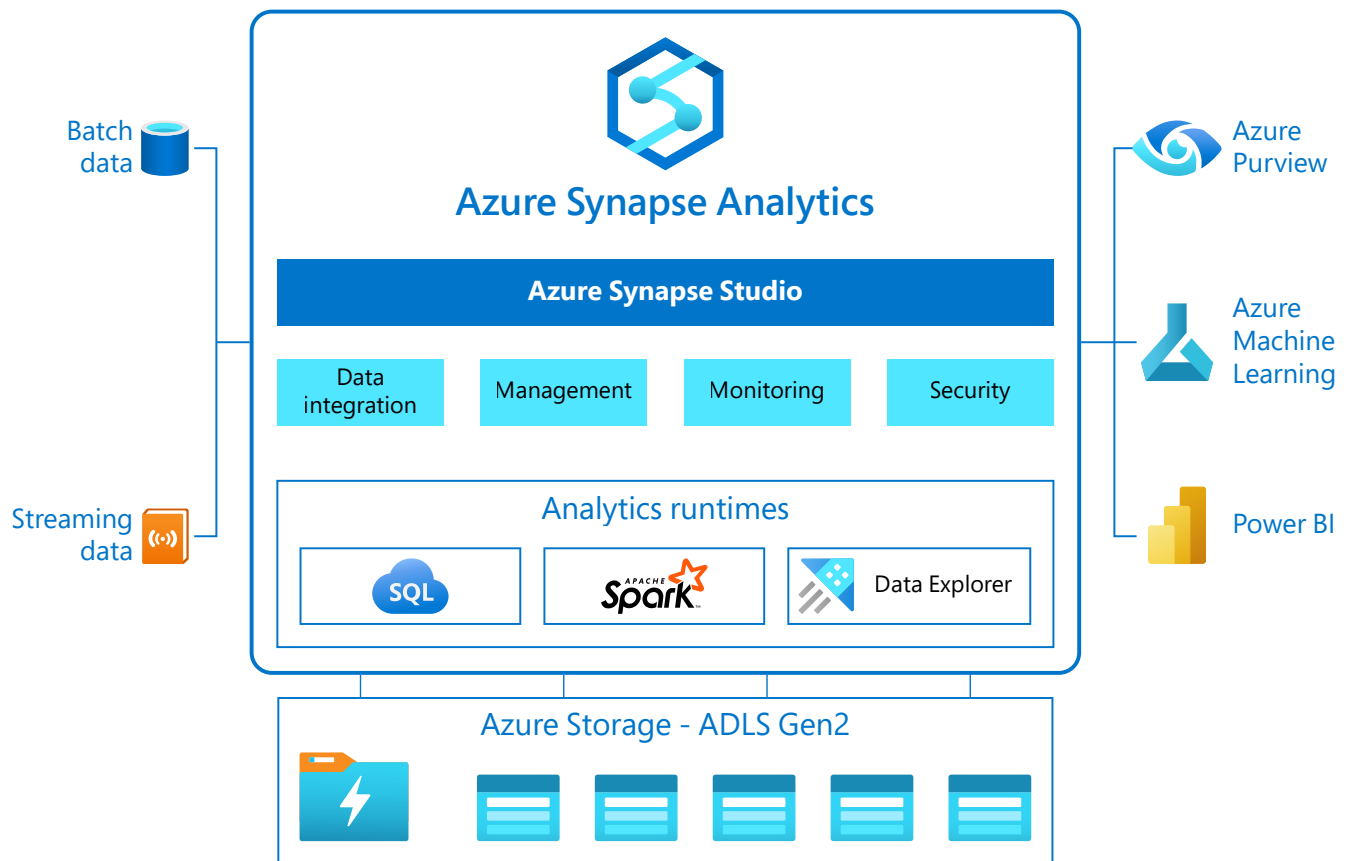 Batch
data
Streaming
data
Azure Synapse Analytics
Azure Synapse Studio
Data
integration
Management
Monitoring
Security
Analytics runtimes
SQL
APACHE
Spark
TM
Data Explorer
Azure Storage - ADLS Gen2
Azure
Purview
Azure
Machine
Learning
Power BI